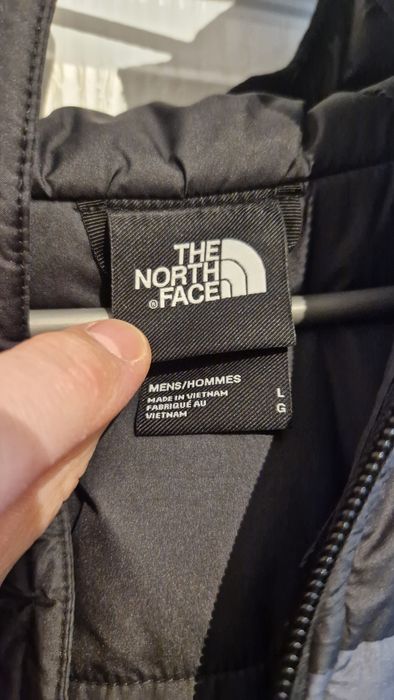 THE
NORTH
®FACE
MENS/HOMMES
MADE IN VIETNAM
FABRIQUÉ AU
VIETNAM
L
G